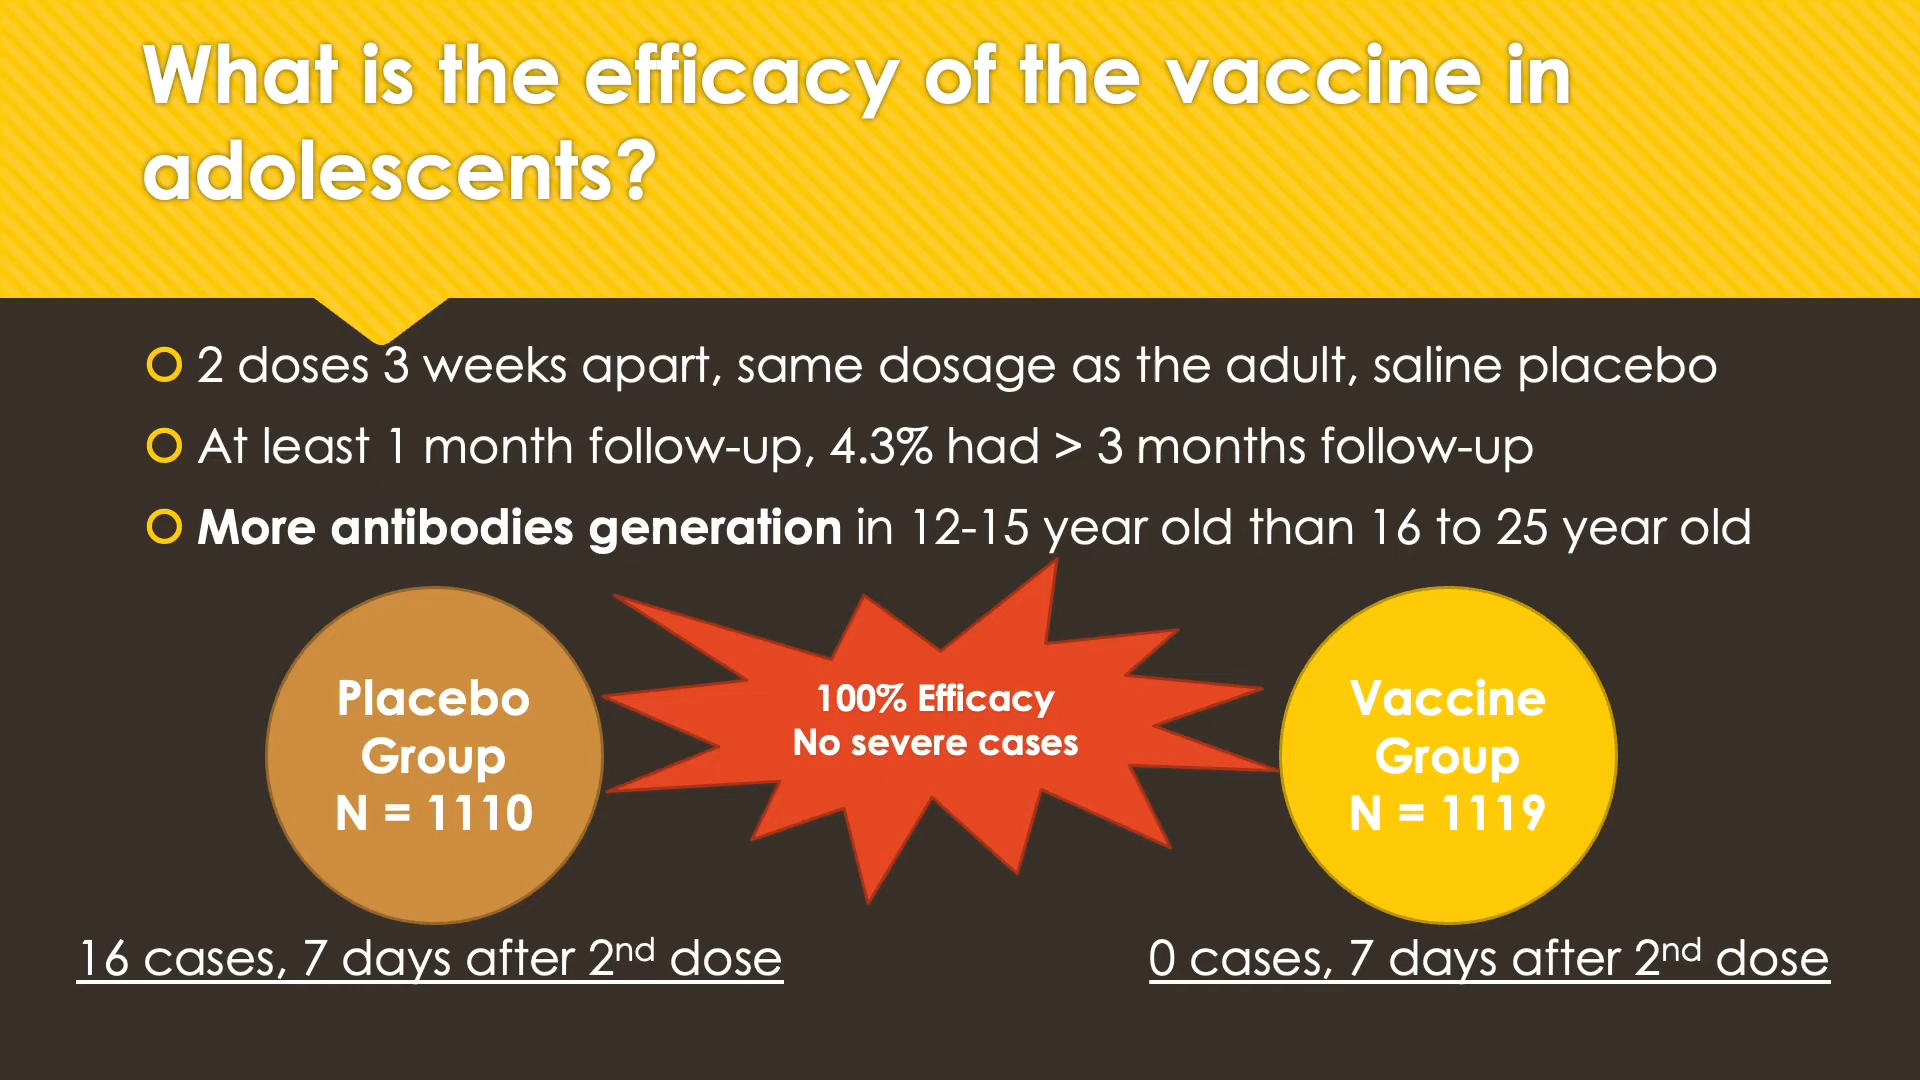 What is the efficacy of the vaccine in
adolescents?
2 doses 3 weeks apart, same dosage as the adult, saline placebo
At least 1 month follow-up, 4.3% had > 3 months follow-up
More antibodies generation in 12-15 year old than 16 to 25 year old
Placebo
Group
N = 1110
100% Efficacy
No severe cases
Vaccine
Group
N = 1119
16 cases, 7 days after 2nd dose
0 cases, 7 days after 2nd dose